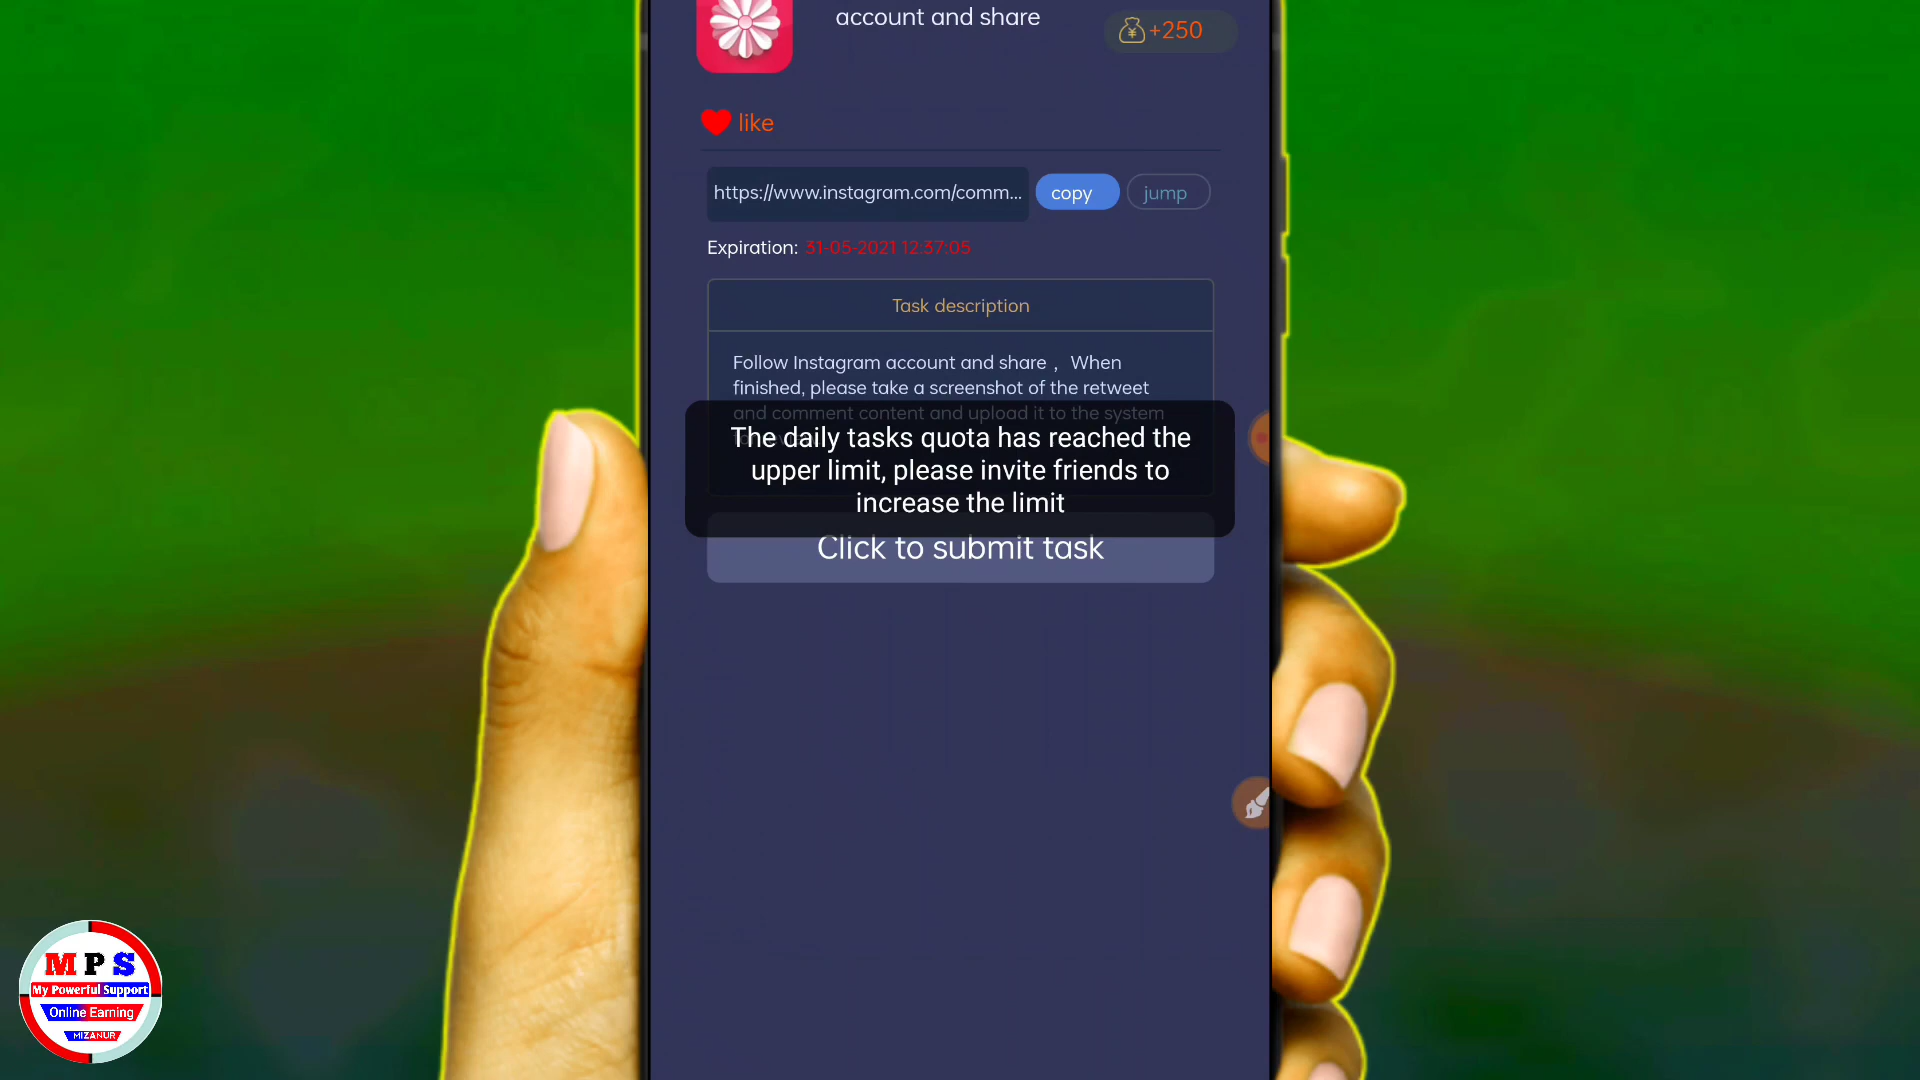 account and share
+250
like
https://www.instagram.com/comm...
copy
jump
Expiration: 31-05-2021 12:37:05
Task description
Follow Instagram account and share， When
finished, please take a screenshot of the retweet
and comment content and upload it to the system
The daily tasks quota has reached the
upper limit, please invite friends to
increase the limit
Click to submit task
M P S
My Powerful Support
Online Earning
MIZANUR